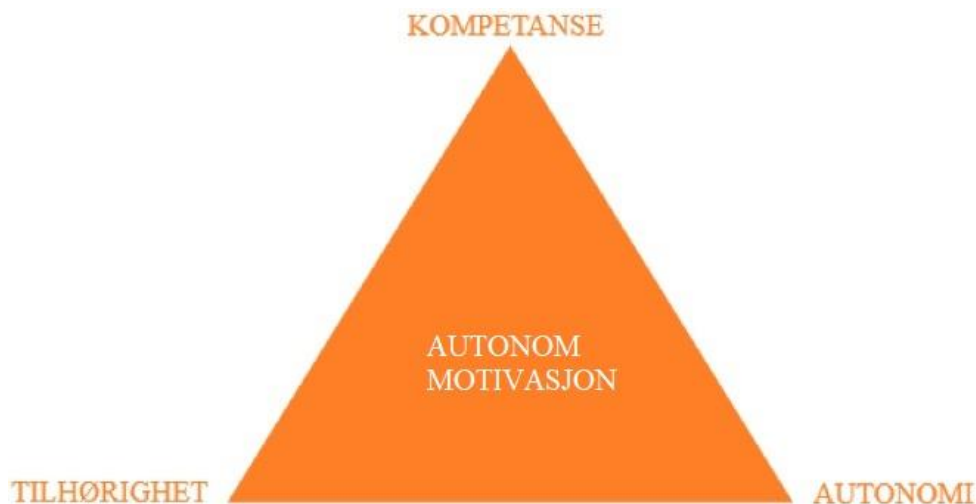 KOMPETANSE
AUTONOM
MOTIVASJON
TILHØRIGHET
AUTONOMI